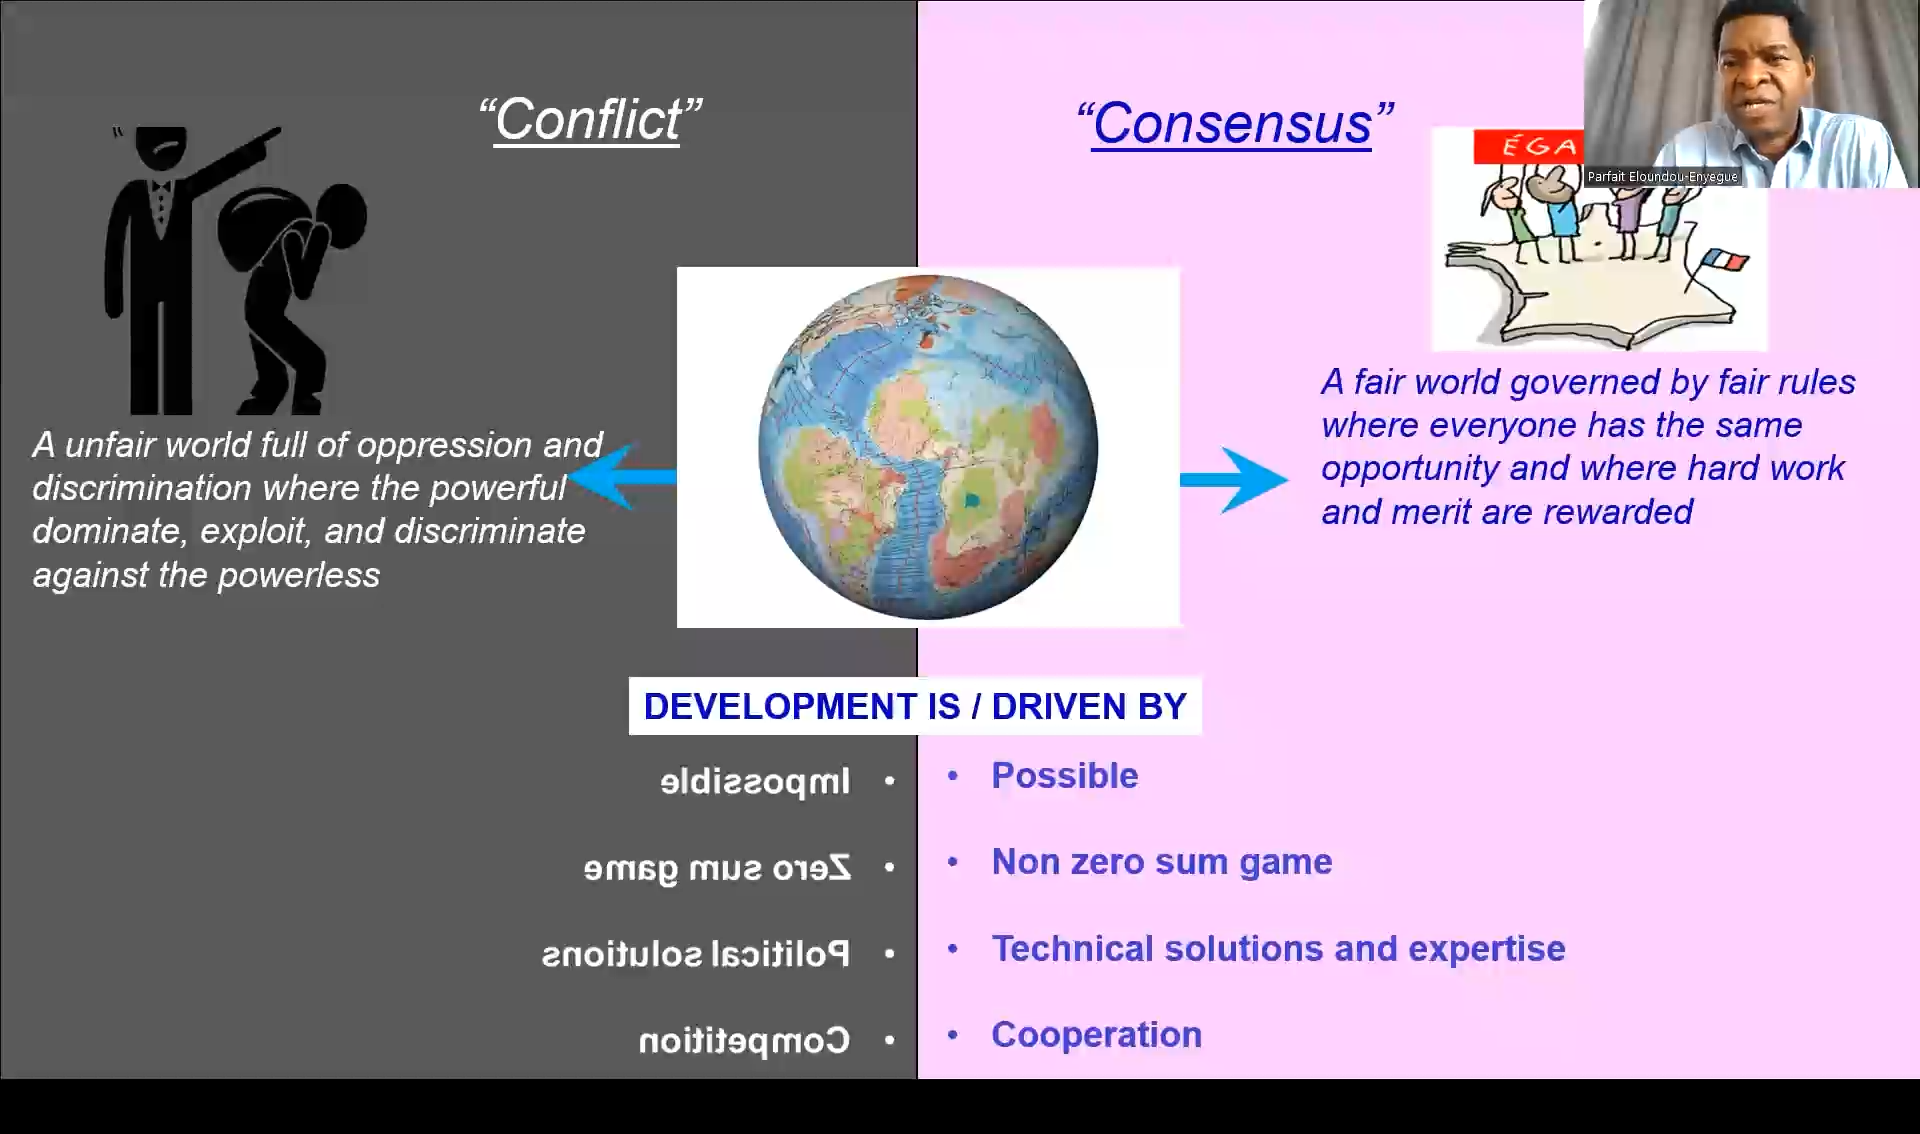 “Conflict”
“Consensus”
ÉGA
Parfait Eloundou-Enyegue
A unfair world full of oppression and
discrimination where the powerful
dominate, exploit, and discriminate
against the powerless
A fair world governed by fair rules
where everyone has the same
opportunity and where hard work
and merit are rewarded
DEVELOPMENT IS / DRIVEN BY
• Impossible
• Zero sum game
• Political solutions
• Competition
• Possible
• Non zero sum game
• Technical solutions and expertise
• Cooperation